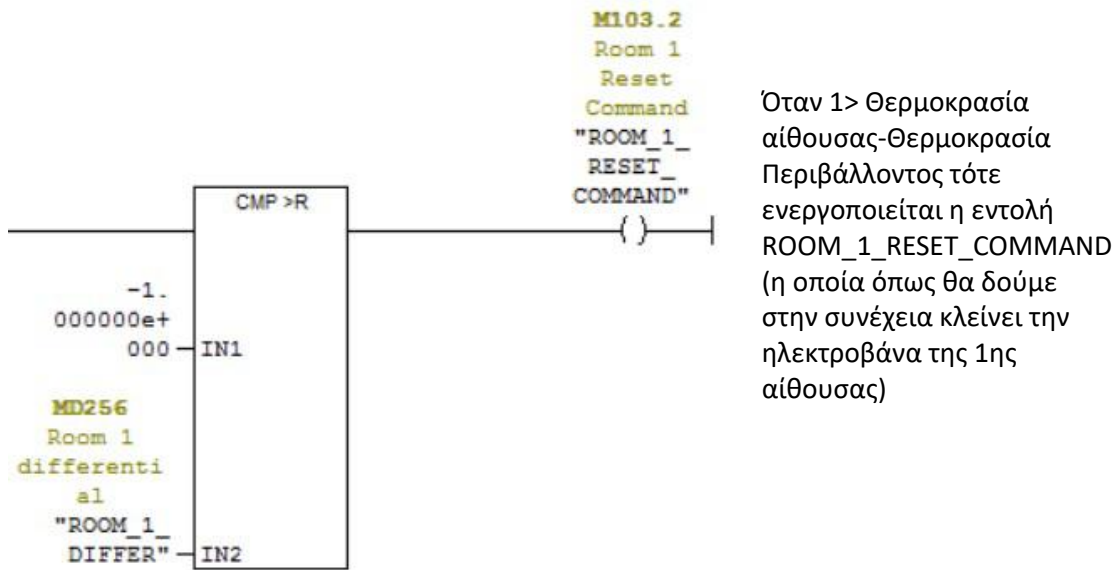 M103.2
Room 1
Reset
Command
"ROOM_1_
RESET_
COMMAND"
CMP >R
( )
-1.
000000e+
000
IN1
MD256
Room 1
differenti
al
"ROOM_1_
DIFFER"
IN2
Όταν 1> Θερμοκρασία
αίθουσας-Θερμοκρασία
Περιβάλλοντος τότε
ενεργοποιείται η εντολή
ROOM_1_RESET_COMMAND
(η οποία όπως θα δούμε
στην συνέχεια κλείνει την
ηλεκτροβάνα της 1ης
αίθουσας)